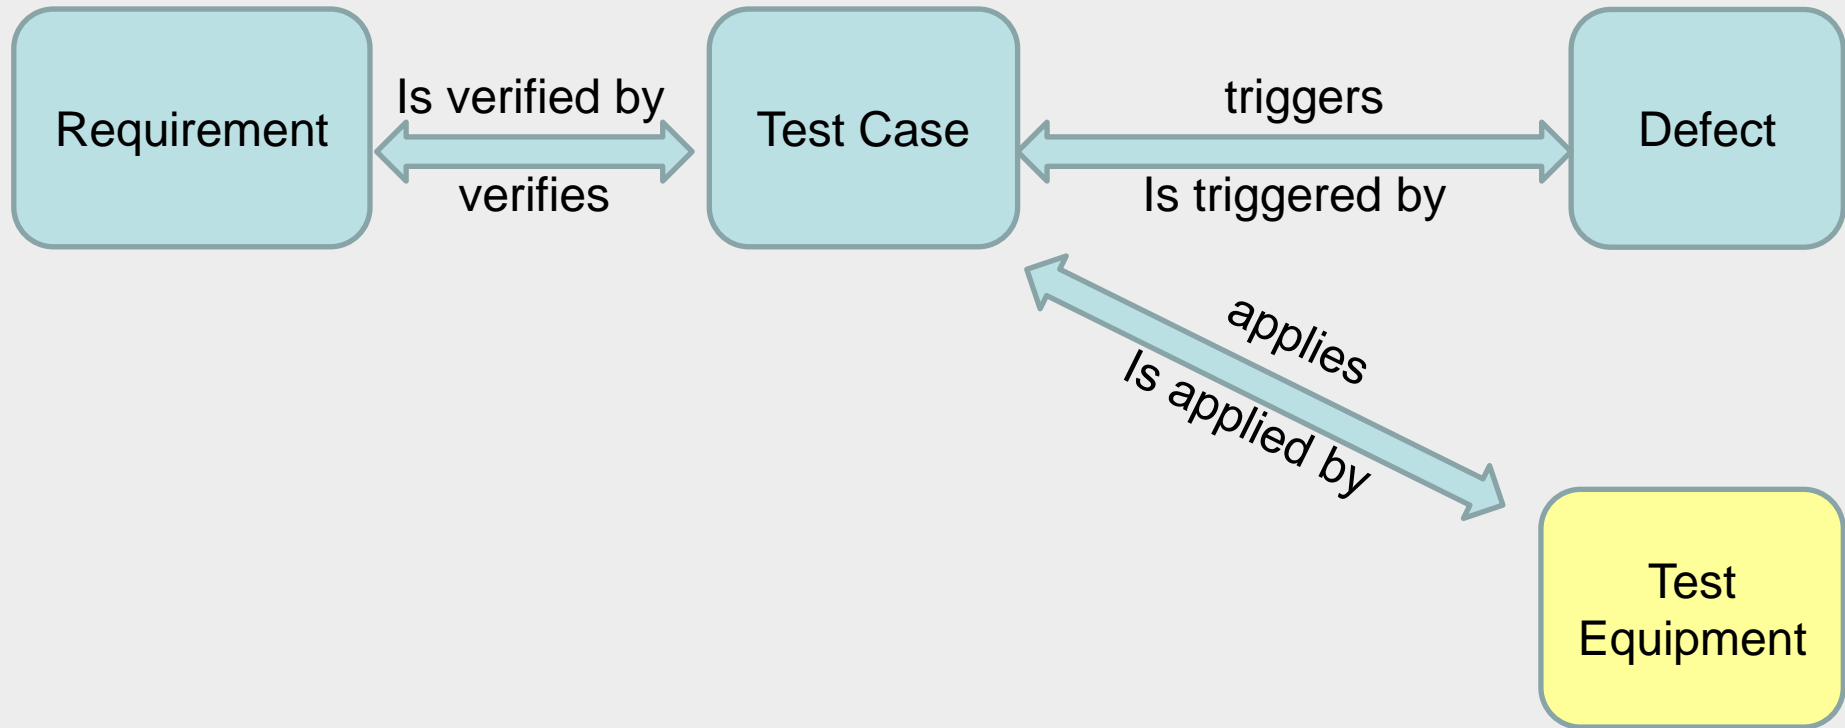 Requirement
Is verified by
verifies
Test Case
triggers
Is triggered by
Defect
applies
Is applied by
Test
Equipment